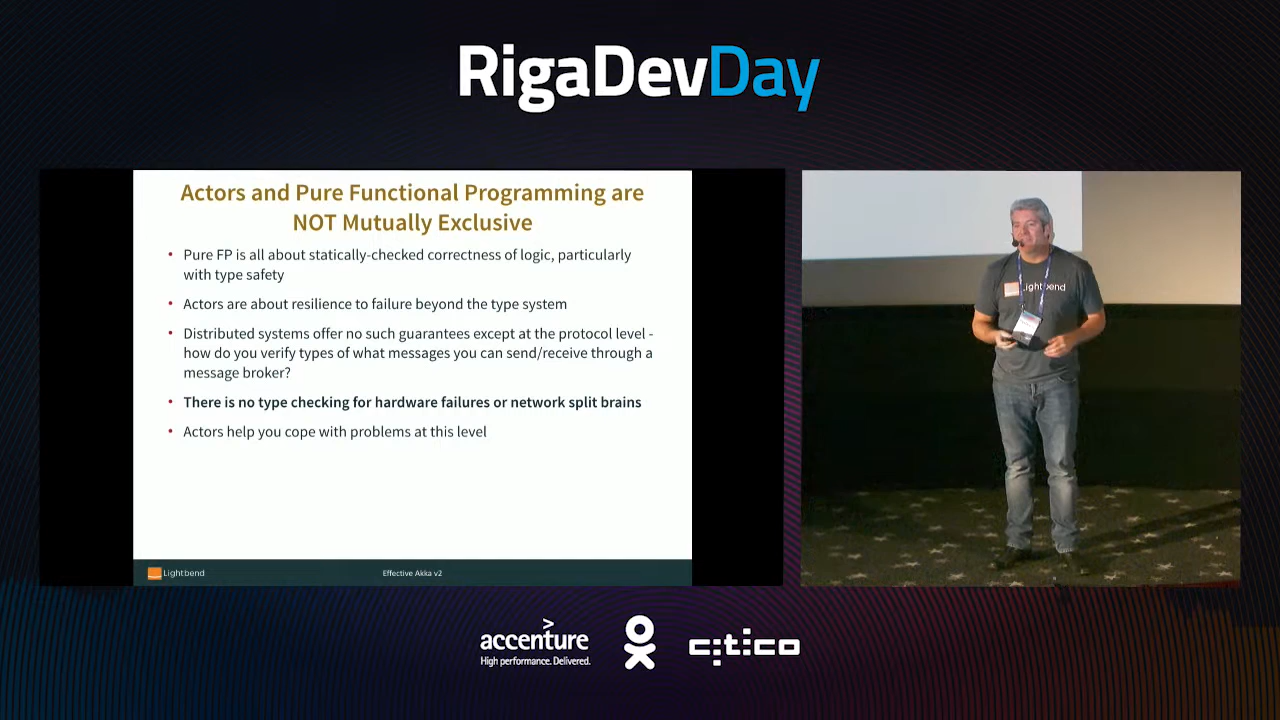 RigaDevDay
Actors and Pure Functional Programming are
NOT Mutually Exclusive
• Pure FP is all about statically-checked correctness of logic, particularly
with type safety
• Actors are about resilience to failure beyond the type system
• Distributed systems offer no such guarantees except at the protocol level -
how do you verify types of what messages you can send/receive through a
message broker?
• There is no type checking for hardware failures or network split brains
• Actors help you cope with problems at this level
Lightbend
Effective Akka v2
Lightbend
accenture
High performance. Delivered.
citico